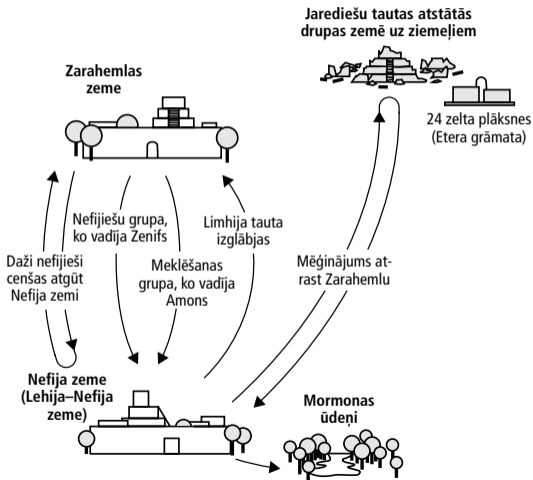 Jarediešu tautas atstātās
drupas zemē uz ziemeļiem
Zarahemlas
zeme
24 zelta plāksnes
(Etera grāmata)
Nefijiešu grupa,
ko vadīja Zenifs
Limhija tauta
izglābjas
Daži nefijieši
cenšas atgūt
Nefija zemi
Meklēšanas
grupa, ko vadīja
Amons
Mēģinājums at-
rast Zarahemlu
Nefija zeme
(Lehija–Nefija
zeme)
Mormonas
ūdeņi